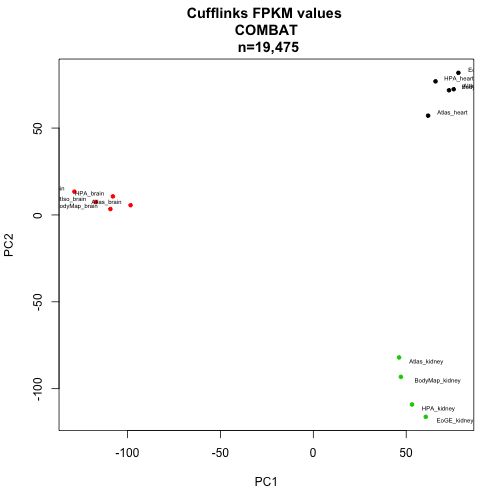 Cufflinks FPKM values
COMBAT
n=19,475
PC2
50
0
-50
-100
HPA_heart
Atlas_heart
HPA_brain
Atlas_brain
Atlas_kidney
BodyMap_kidney
HPA_kidney
EoGE_kidney
-100
-50
0
50
PC1